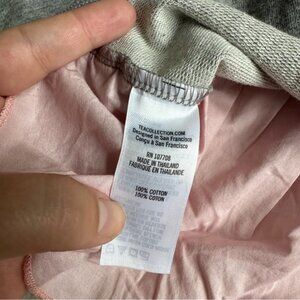 TEACOLLECTION.COM
Designed in San Francisco
Conçu à San Francisco
RN 107708
MADE IN THAILAND
FABRIQUÉ EN THAÏLANDE
100% COTTON
100% COTON